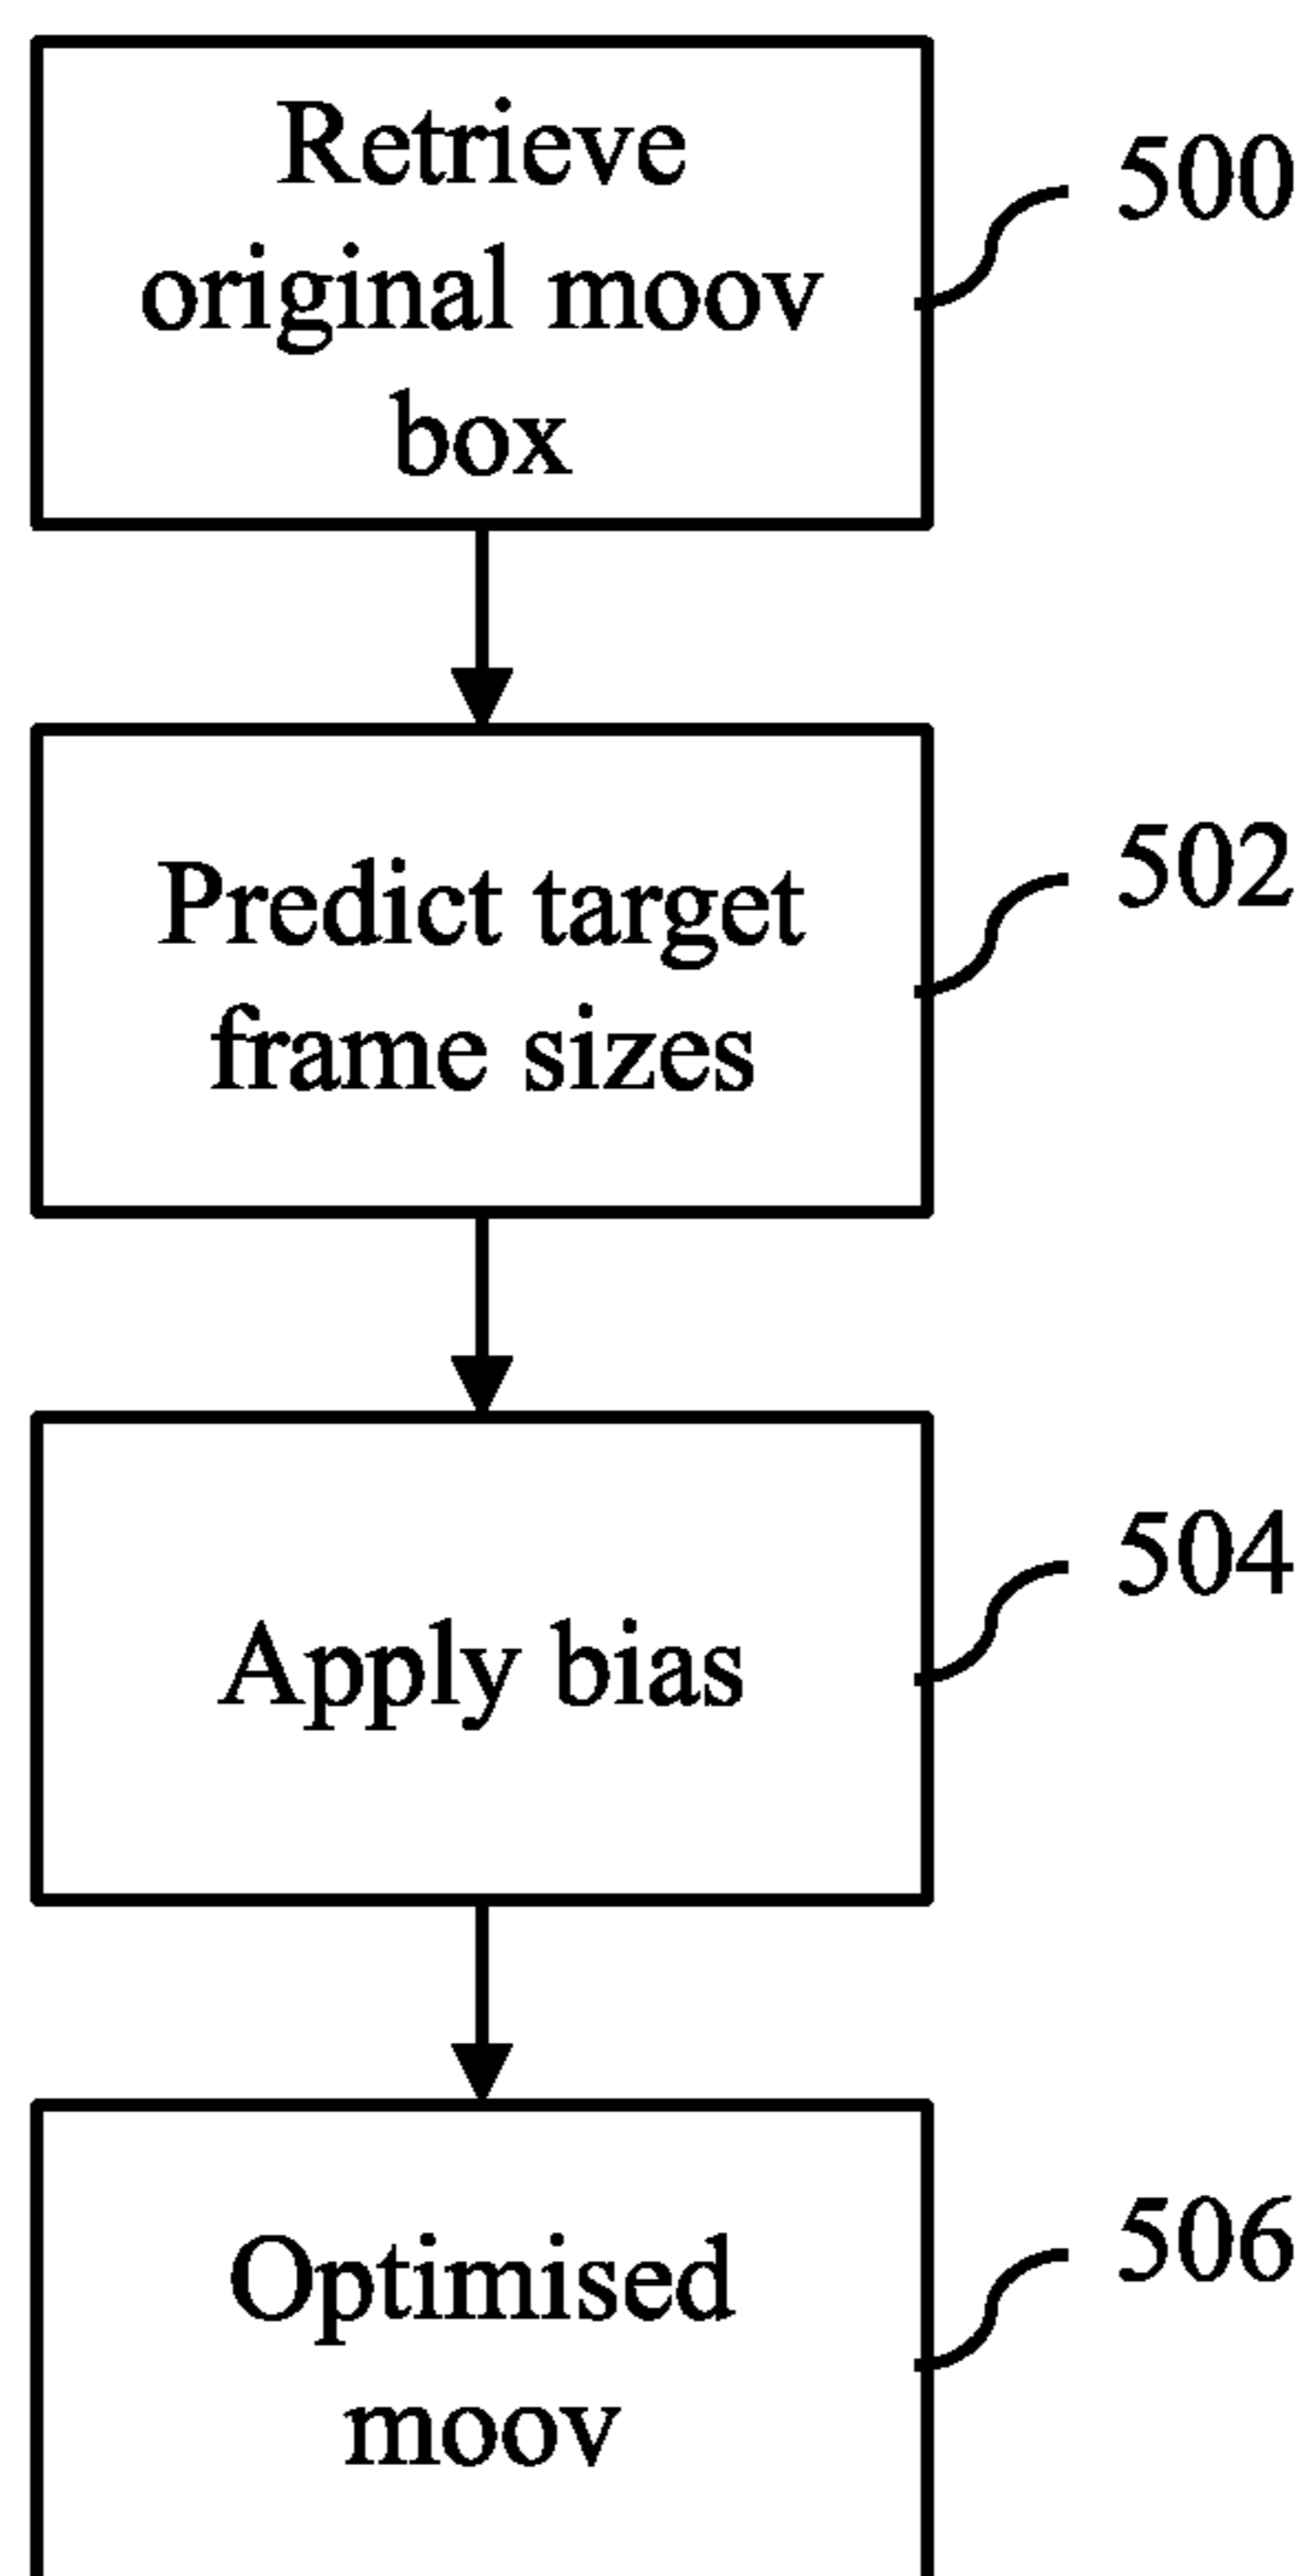 Retrieve
original moov
box
500
Predict target
frame sizes
502
Apply bias
504
Optimised
moov
506